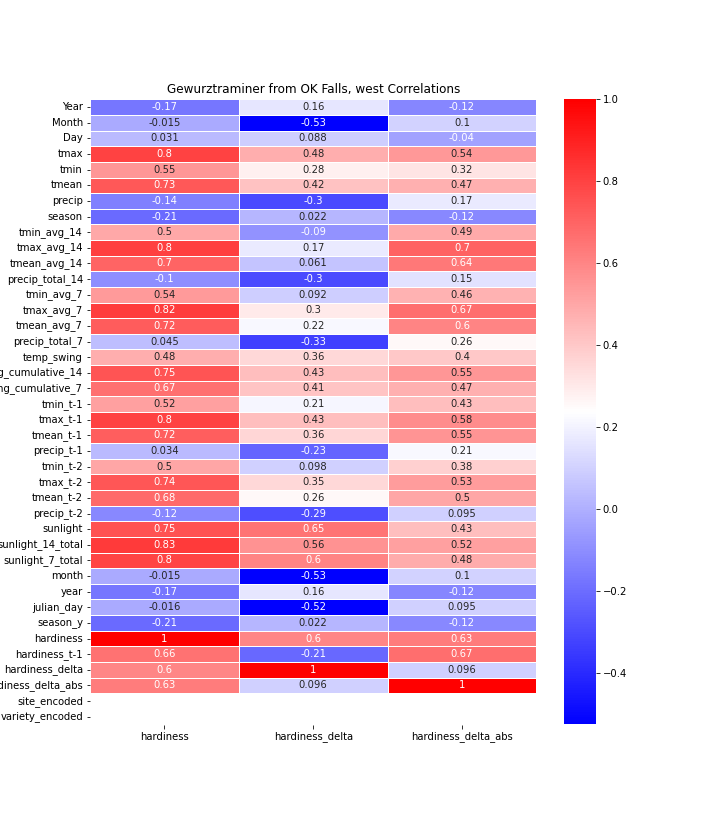 Gewurztraminer from OK Falls, west Correlations
Year -0.17 0.16 -0.12
Month -0.015 -0.53 0.1
Day 0.031 0.088 -0.04
tmax 0.8 0.48 0.54
tmin 0.55 0.28 0.32
tmean 0.73 0.42 0.47
precip -0.14 -0.3 0.17
season -0.21 0.022 -0.12
tmin_avg_14 0.5 -0.09 0.49
tmax_avg_14 0.8 0.17 0.7
tmean_avg_14 0.7 0.061 0.64
precip_total_14 -0.1 -0.3 0.15
tmin_avg_7 0.54 0.092 0.46
tmax_avg_7 0.82 0.3 0.67
tmean_avg_7 0.72 0.22 0.6
precip_total_7 0.045 -0.33 0.26
temp_swing 0.48 0.36 0.4
g_cumulative_14 0.75 0.43 0.55
ng_cumulative_7 0.67 0.41 0.47
tmin_t-1 0.52 0.21 0.43
tmax_t-1 0.8 0.43 0.58
tmean_t-1 0.72 0.36 0.55
precip_t-1 0.034 -0.23 0.21
tmin_t-2 0.5 0.098 0.38
tmax_t-2 0.74 0.35 0.53
tmean_t-2 0.68 0.26 0.5
precip_t-2 -0.12 -0.29 0.095
sunlight 0.75 0.65 0.43
sunlight_14_total 0.83 0.56 0.52
sunlight_7_total 0.8 0.6 0.48
month -0.015 -0.53 0.1
year -0.17 0.16 -0.12
julian_day -0.016 -0.52 0.095
season_y -0.21 0.022 -0.12
hardiness 1 0.6 0.63
hardiness_t-1 0.66 -0.21 0.67
hardiness_delta 0.6 1 0.096
diness_delta_abs 0.63 0.096 1
site_encoded
variety_encoded
hardiness hardiness_delta hardiness_delta_abs
1.0
0.8
0.6
0.4
0.2
0.0
−0.2
−0.4